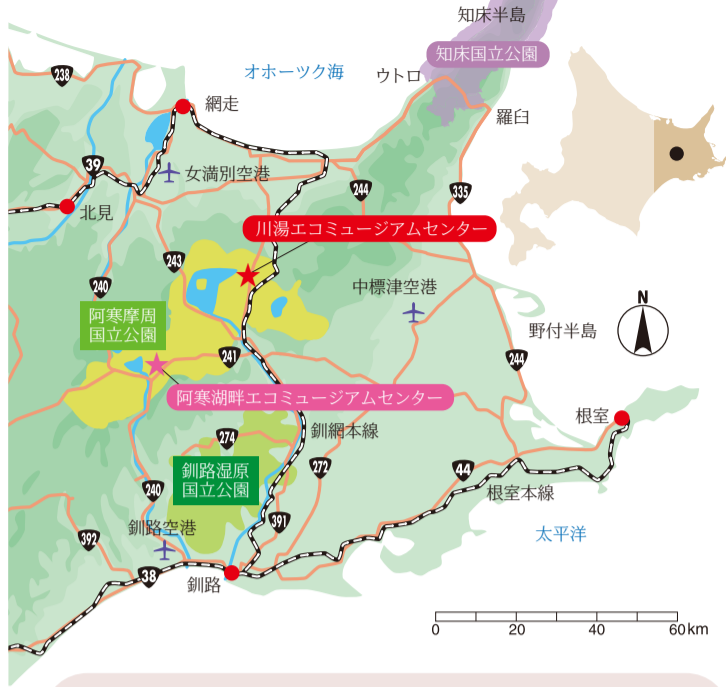 知床半島
知床国立公園
オホーツク海
ウトロ
238
網走
羅臼
39
女満別空港
244
335
北見
川湯エコミュージアムセンター
243
240
中標津空港
N
阿寒摩周
国立公園
野付半島
241
244
阿寒湖畔エコミュージアムセンター
根室
274
釧網本線
釧路湿原
国立公園
272
44
240
根室本線
391
釧路空港
392
太平洋
38
釧路
0 20 40 60km